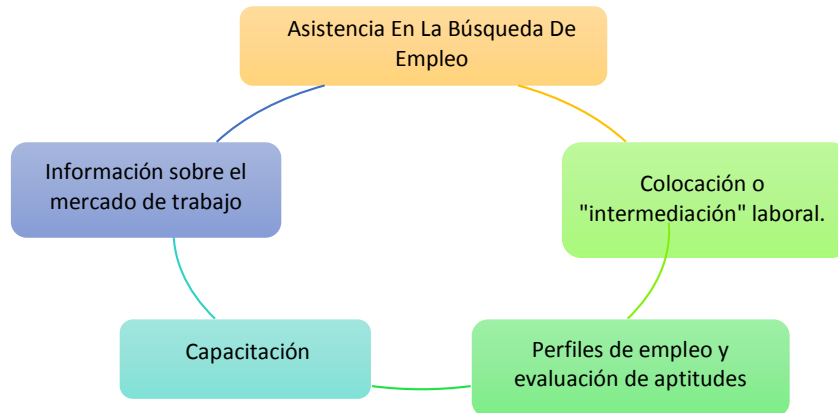 Asistencia En La Búsqueda De
Empleo
Información sobre el
mercado de trabajo
Colocación o
"intermediación" laboral.
Capacitación
Perfiles de empleo y
evaluación de aptitudes